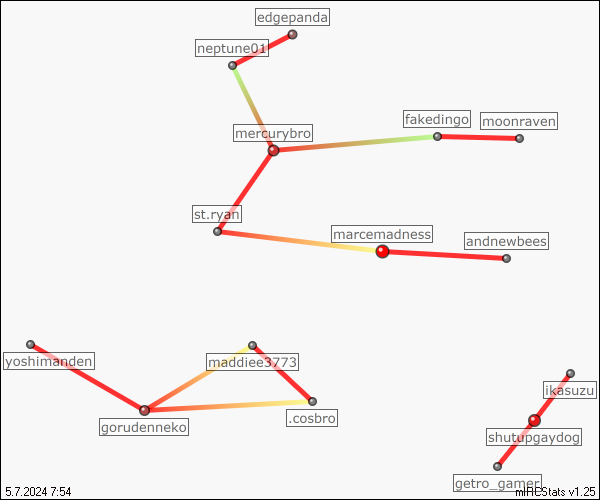 edgepanda
neptune01
fakedingo
moonraven
mercurybro
st.ryan
marcemadness
andnewbees
yoshimanden
maddiee3773
ikasuzu
.cosbro
gorudenneko
shutupgaydog
getro_gamer
5.7.2024 7:54
mIRCStats v1.25